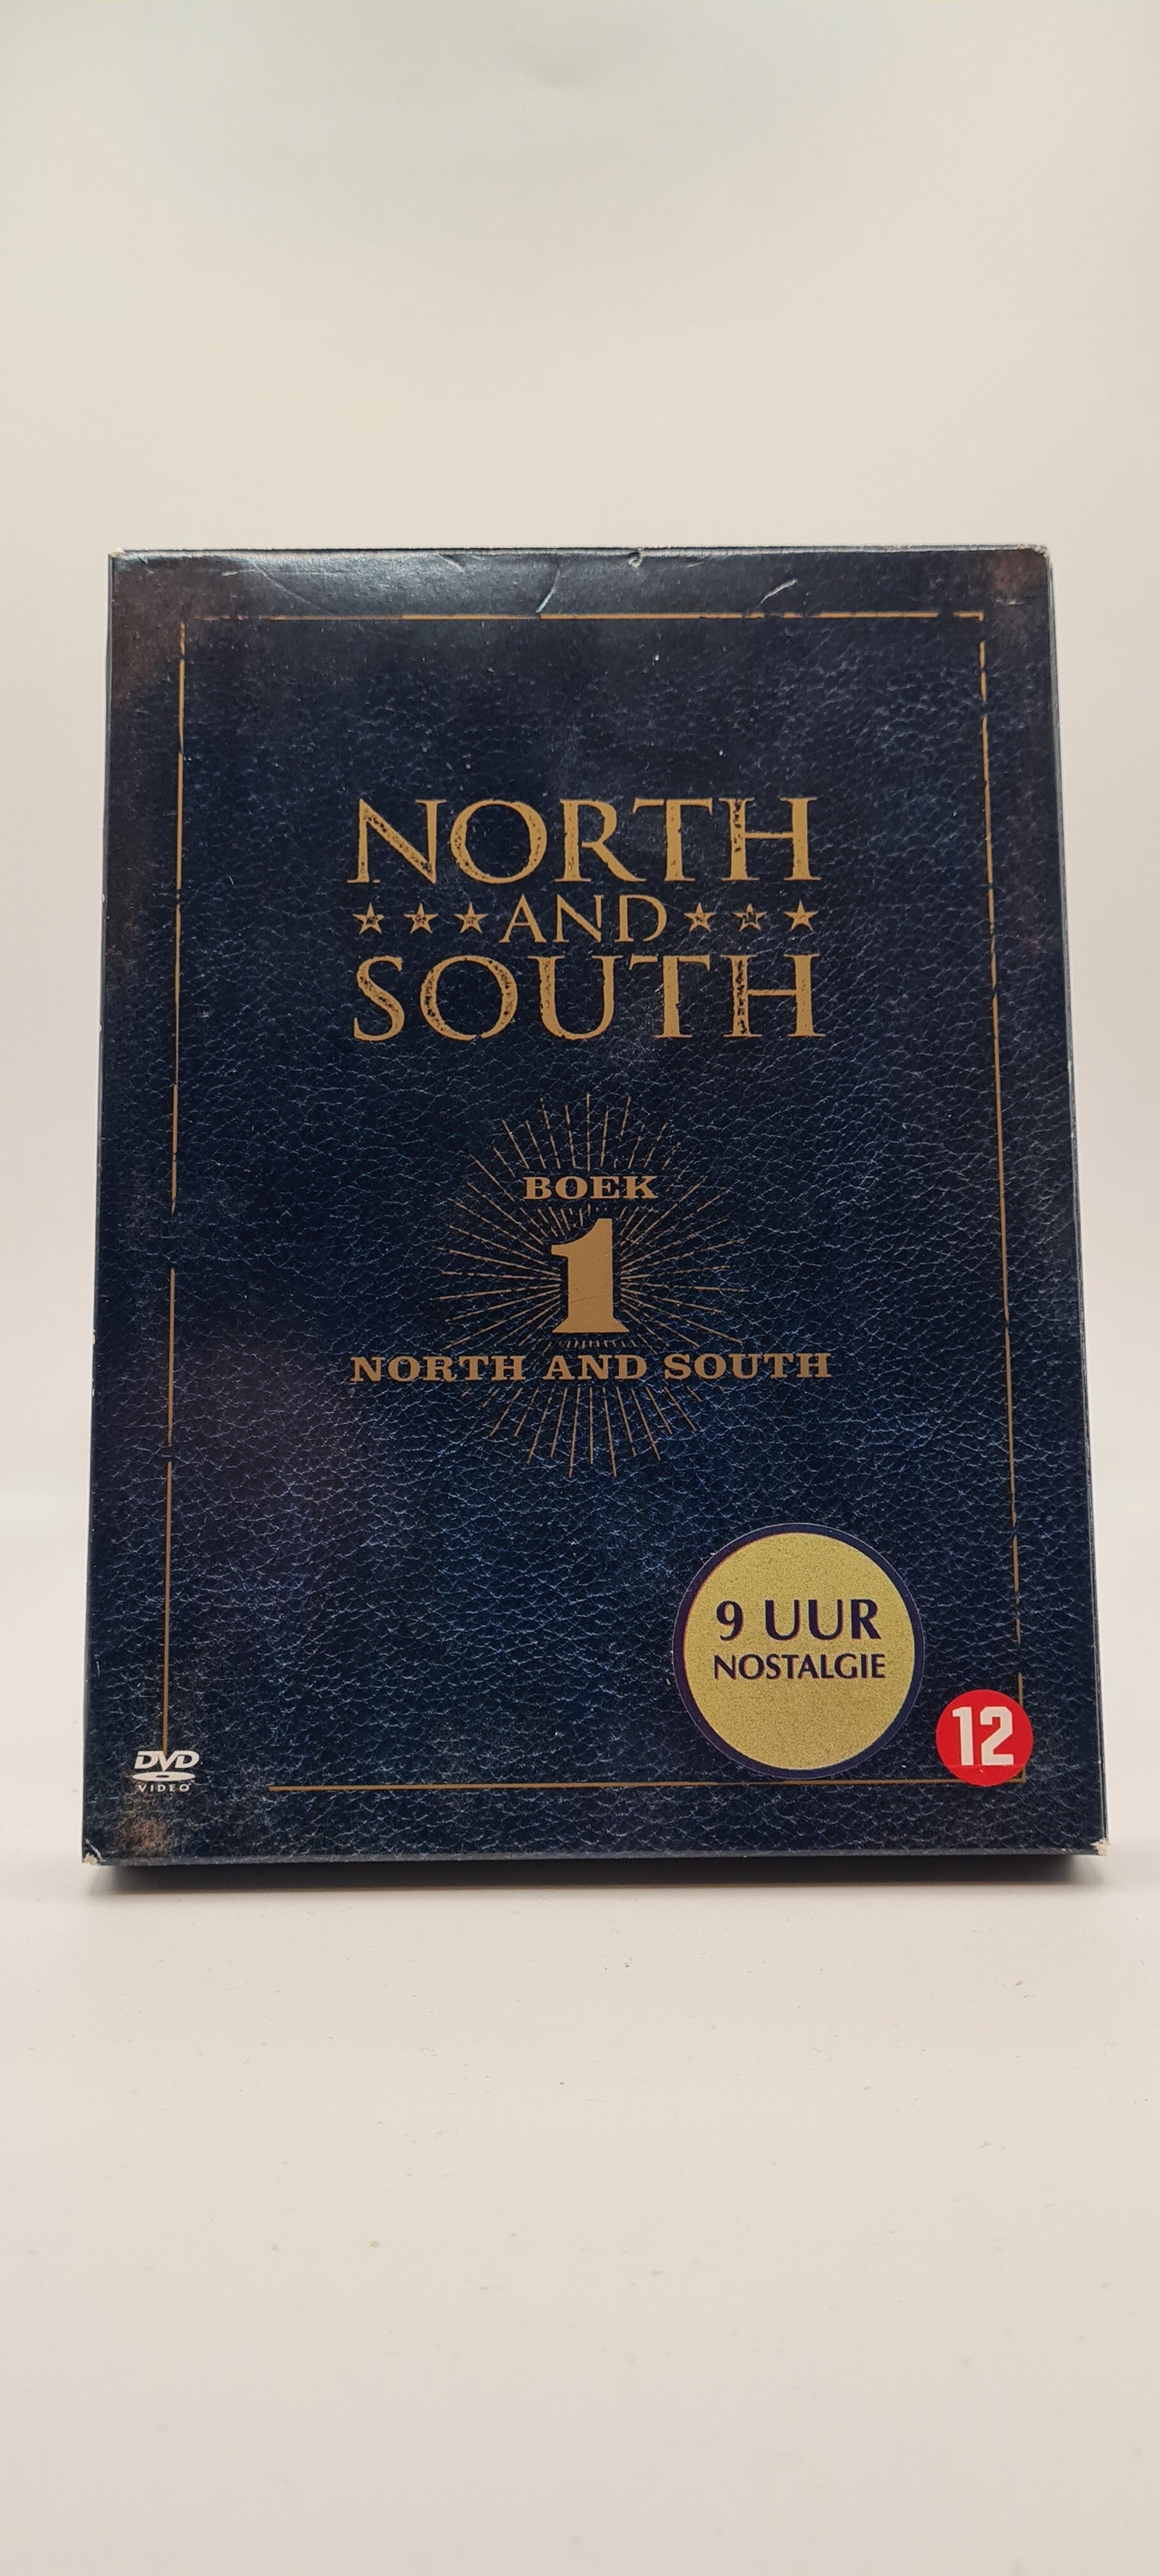 NORTH
AND
SOUTH
BOEK
1
NORTH AND SOUTH
9 UUR
NOSTALGIE
12
DVD
VIDEO